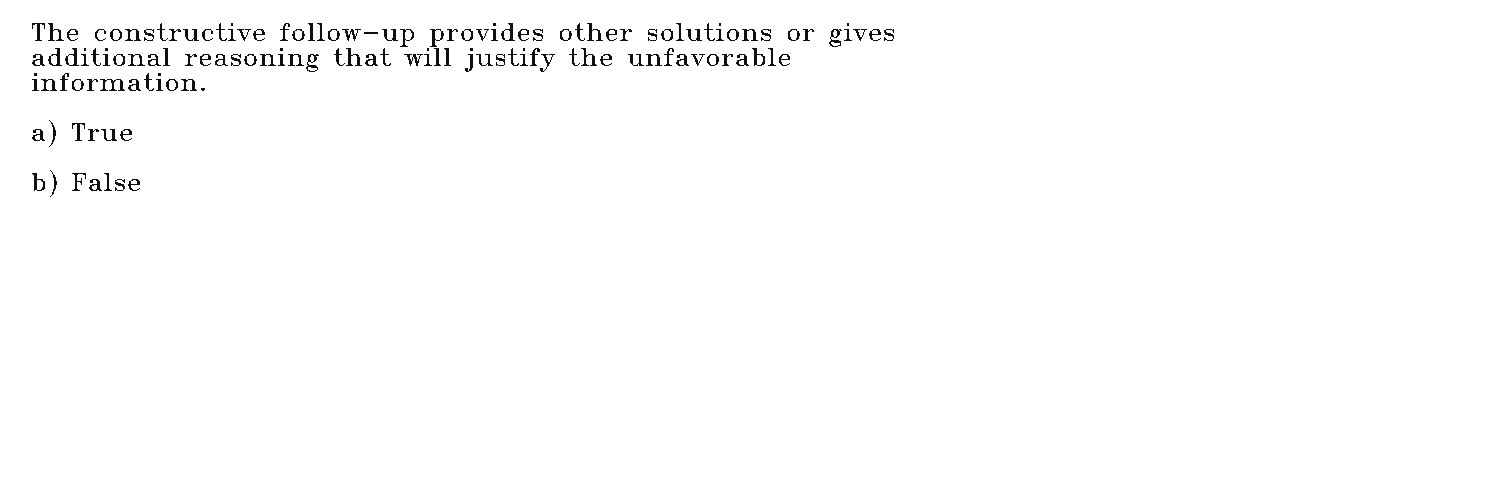 The constructive follow-up provides other solutions or gives
additional reasoning that will justify the unfavorable
information.
a) True
b) False